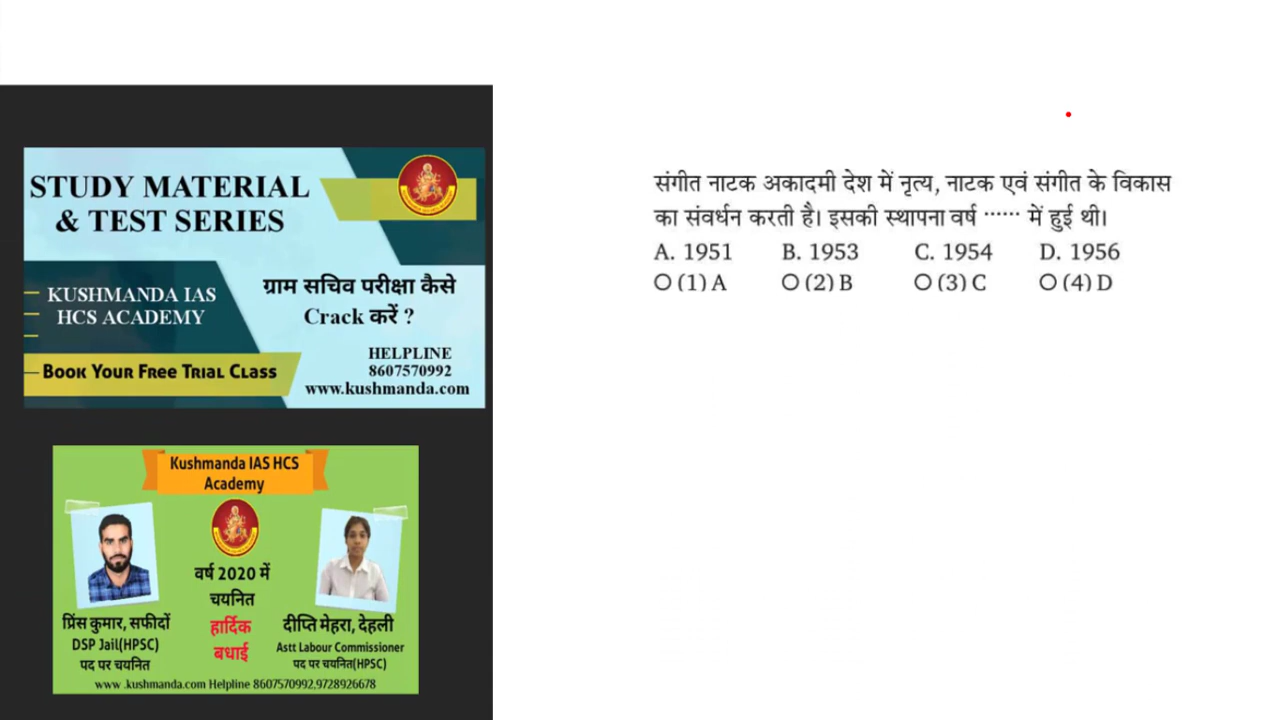 STUDY MATERIAL
& TEST SERIES
KUSHMANDA IAS
HCS ACADEMY
ग्राम सचिव परीक्षा कैसे
Crack करें ?
HELPLINE
8607570992
www.kushmanda.com
BOOK YOUR FREE TRIAL CLASS
Kushmanda IAS HCS
Academy
वर्ष 2020 में
चयनित
हार्दिक
बधाई
प्रिंस कुमार, सफीदों
DSP Jail(HPSC)
पद पर चयनित
दीप्ति मेहरा, देहली
Astt Labour Commissioner
पद पर चयनित(HPSC)
www .kushmanda.com Helpline 8607570992,9728926678
संगीत नाटक अकादमी देश में नृत्य, नाटक एवं संगीत के विकास
का संवर्धन करती है। इसकी स्थापना वर्ष ...... में हुई थी।
A. 1951 B. 1953 C. 1954 D. 1956
O (1) A O (2) B O (3) C O (4) D